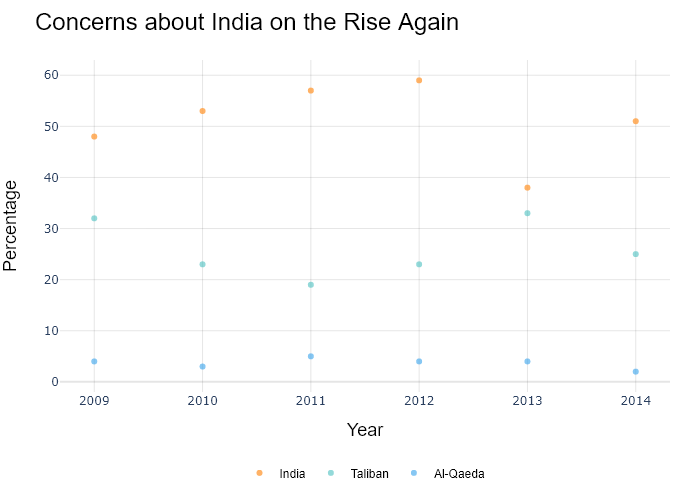 Concerns about India on the Rise Again
Percentage
60
50
40
30
20
10
0
2009 2010 2011 2012 2013 2014
Year
India Taliban Al-Qaeda